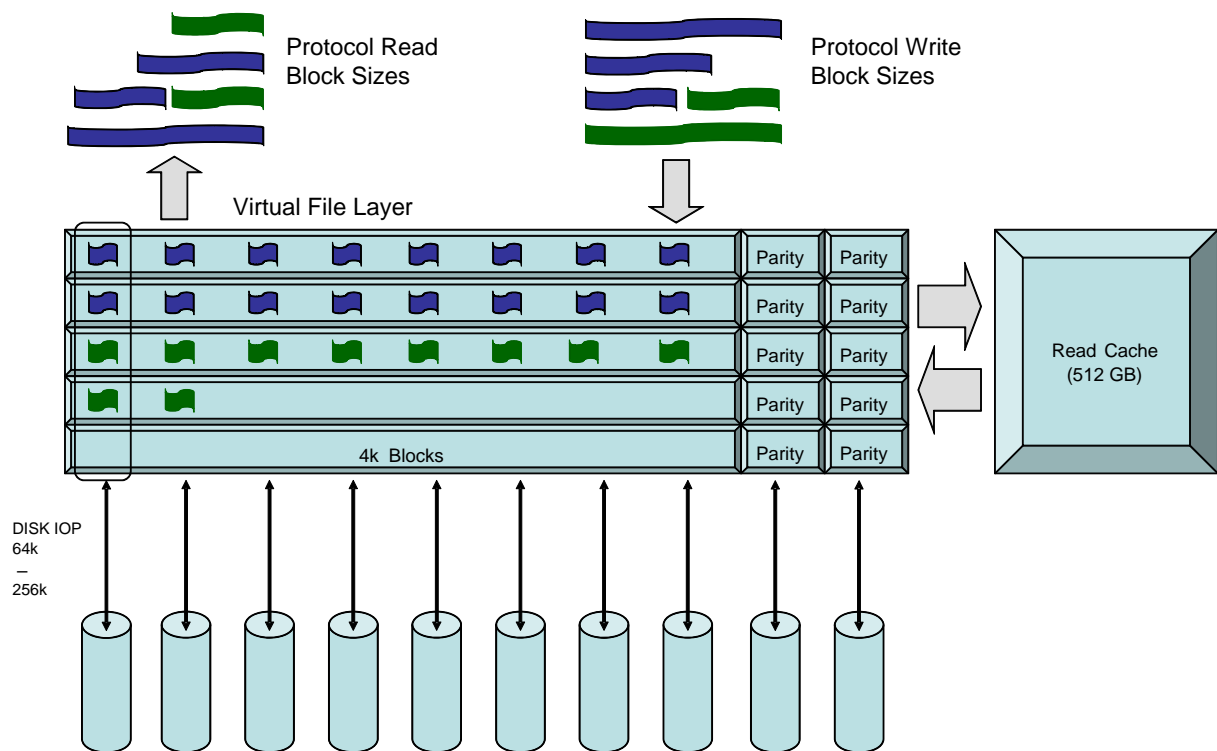 Protocol Read
Block Sizes
Protocol Write
Block Sizes
Virtual File Layer
Parity Parity
Parity Parity
Parity Parity
Parity Parity
4k Blocks Parity Parity
Read Cache
(512 GB)
DISK IOP
64k
–
256k